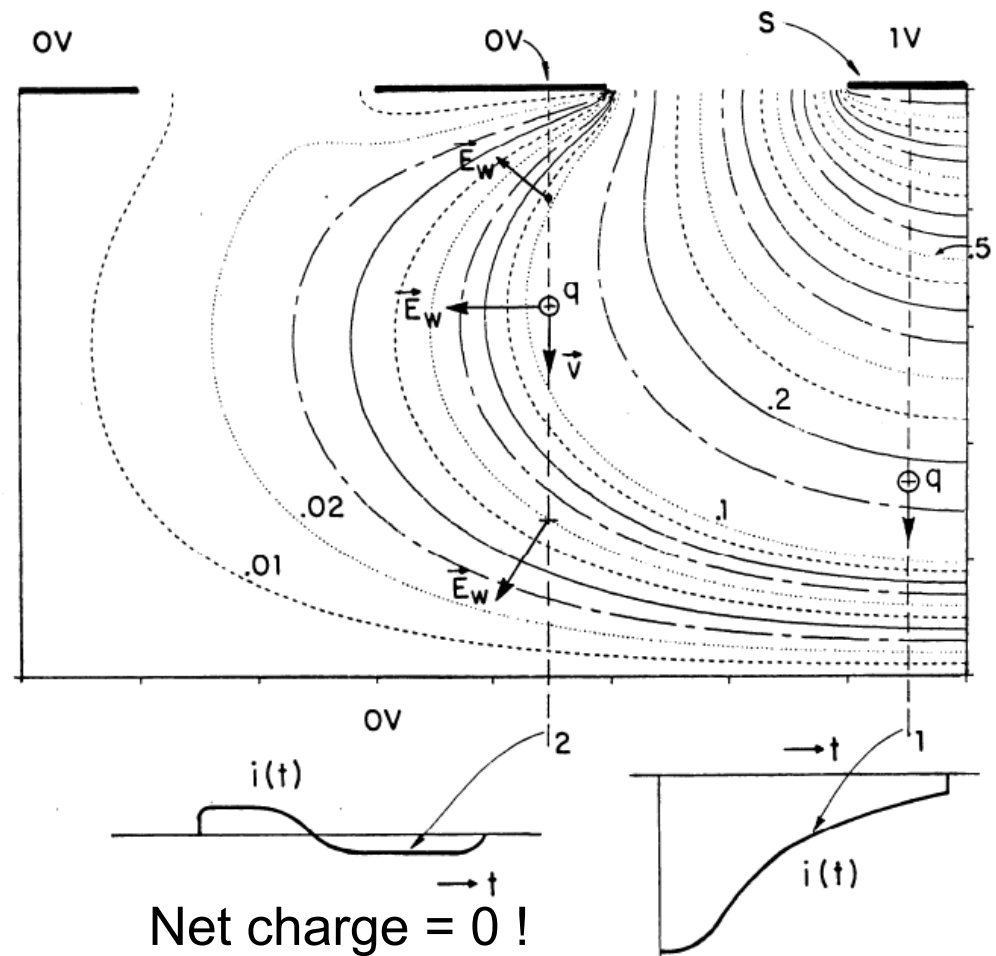 0V
0V
S
1V
E_w
.5
E_w
q
v
.2
q
.1
.02
.01
E_w
0V
2
t
1
i(t)
t
i(t)
Net charge = 0 !